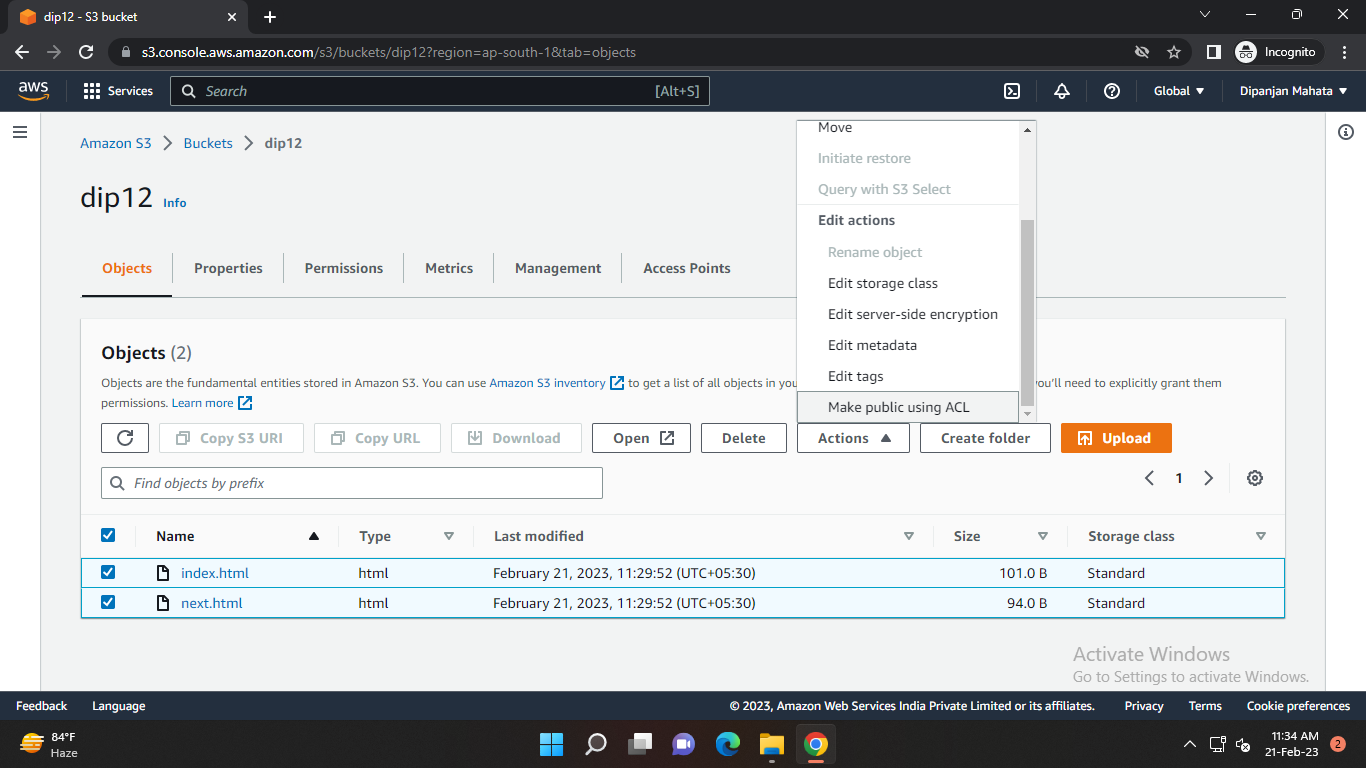 dip12 - S3 bucket
s3.console.aws.amazon.com/s3/buckets/dip12?region=ap-south-1&tab=objects
Incognito
aws
Services
Search
[Alt+S]
Global
Dipanjan Mahata
Amazon S3
Buckets
dip12
dip12
Info
Objects
Properties
Permissions
Metrics
Management
Access Points
Move
Initiate restore
Query with S3 Select
Edit actions
Rename object
Edit storage class
Edit server-side encryption
Edit metadata
Edit tags
Make public using ACL
Objects (2)
Objects are the fundamental entities stored in Amazon S3. You can use Amazon S3 inventory to get a list of all objects in you ou'll need to explicitly grant them
permissions. Learn more
Copy S3 URI
Copy URL
Download
Open
Delete
Actions
Create folder
Upload
Find objects by prefix
1
Name Type Last modified Size Storage class
index.html html February 21, 2023, 11:29:52 (UTC+05:30) 101.0 B Standard
next.html html February 21, 2023, 11:29:52 (UTC+05:30) 94.0 B Standard
Activate Windows
Go to Settings to activate Windows.
Feedback
Language
© 2023, Amazon Web Services India Private Limited or its affiliates.
Privacy
Terms
Cookie preferences
84°F
Haze
11:34 AM
21-Feb-23
2